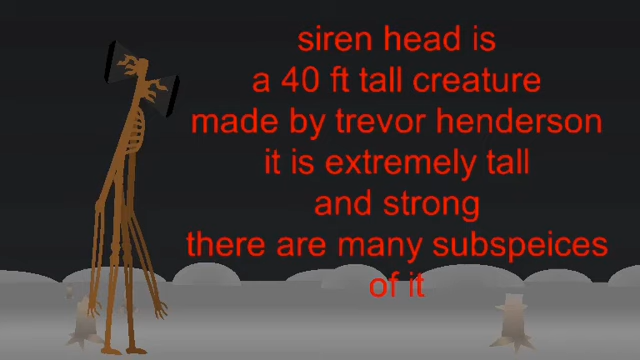 siren head is
a 40 ft tall creature
made by trevor henderson
it is extremely tall
and strong
there are many subspeices
of it